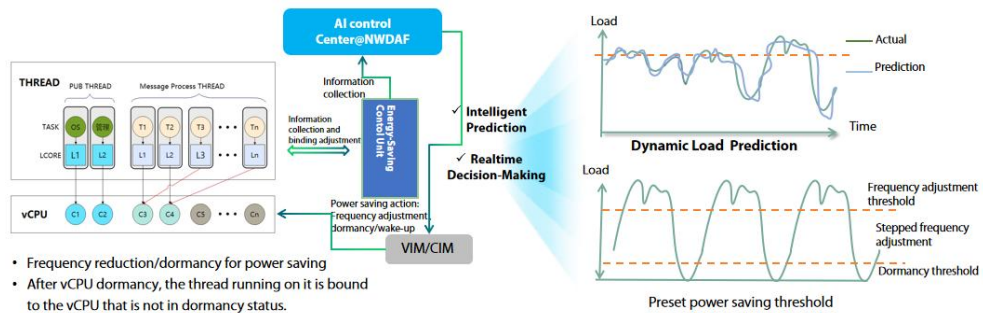 AI control
Center@NWDAF
Information
collection
THREAD
PUB THREAD
Message Process THREAD
TASK
OS
管理
T1
T2
T3
Tn
LCORE
L1
L2
L1
L2
L3
Ln
vCPU
C1
C2
C3
C4
C5
Cn
Information
collection and
binding adjustment
Energy-Saving
Contol Unit
✓ Intelligent
Prediction
✓ Realtime
Decision-Making
Power saving action:
Frequency adjustment,
dormancy/wake-up
VIM/CIM
• Frequency reduction/dormancy for power saving
• After vCPU dormancy, the thread running on it is bound
to the vCPU that is not in dormancy status.
Load
Actual
Prediction
Time
Dynamic Load Prediction
Load
Frequency adjustment
threshold
Stepped frequency
adjustment
Dormancy threshold
Preset power saving threshold